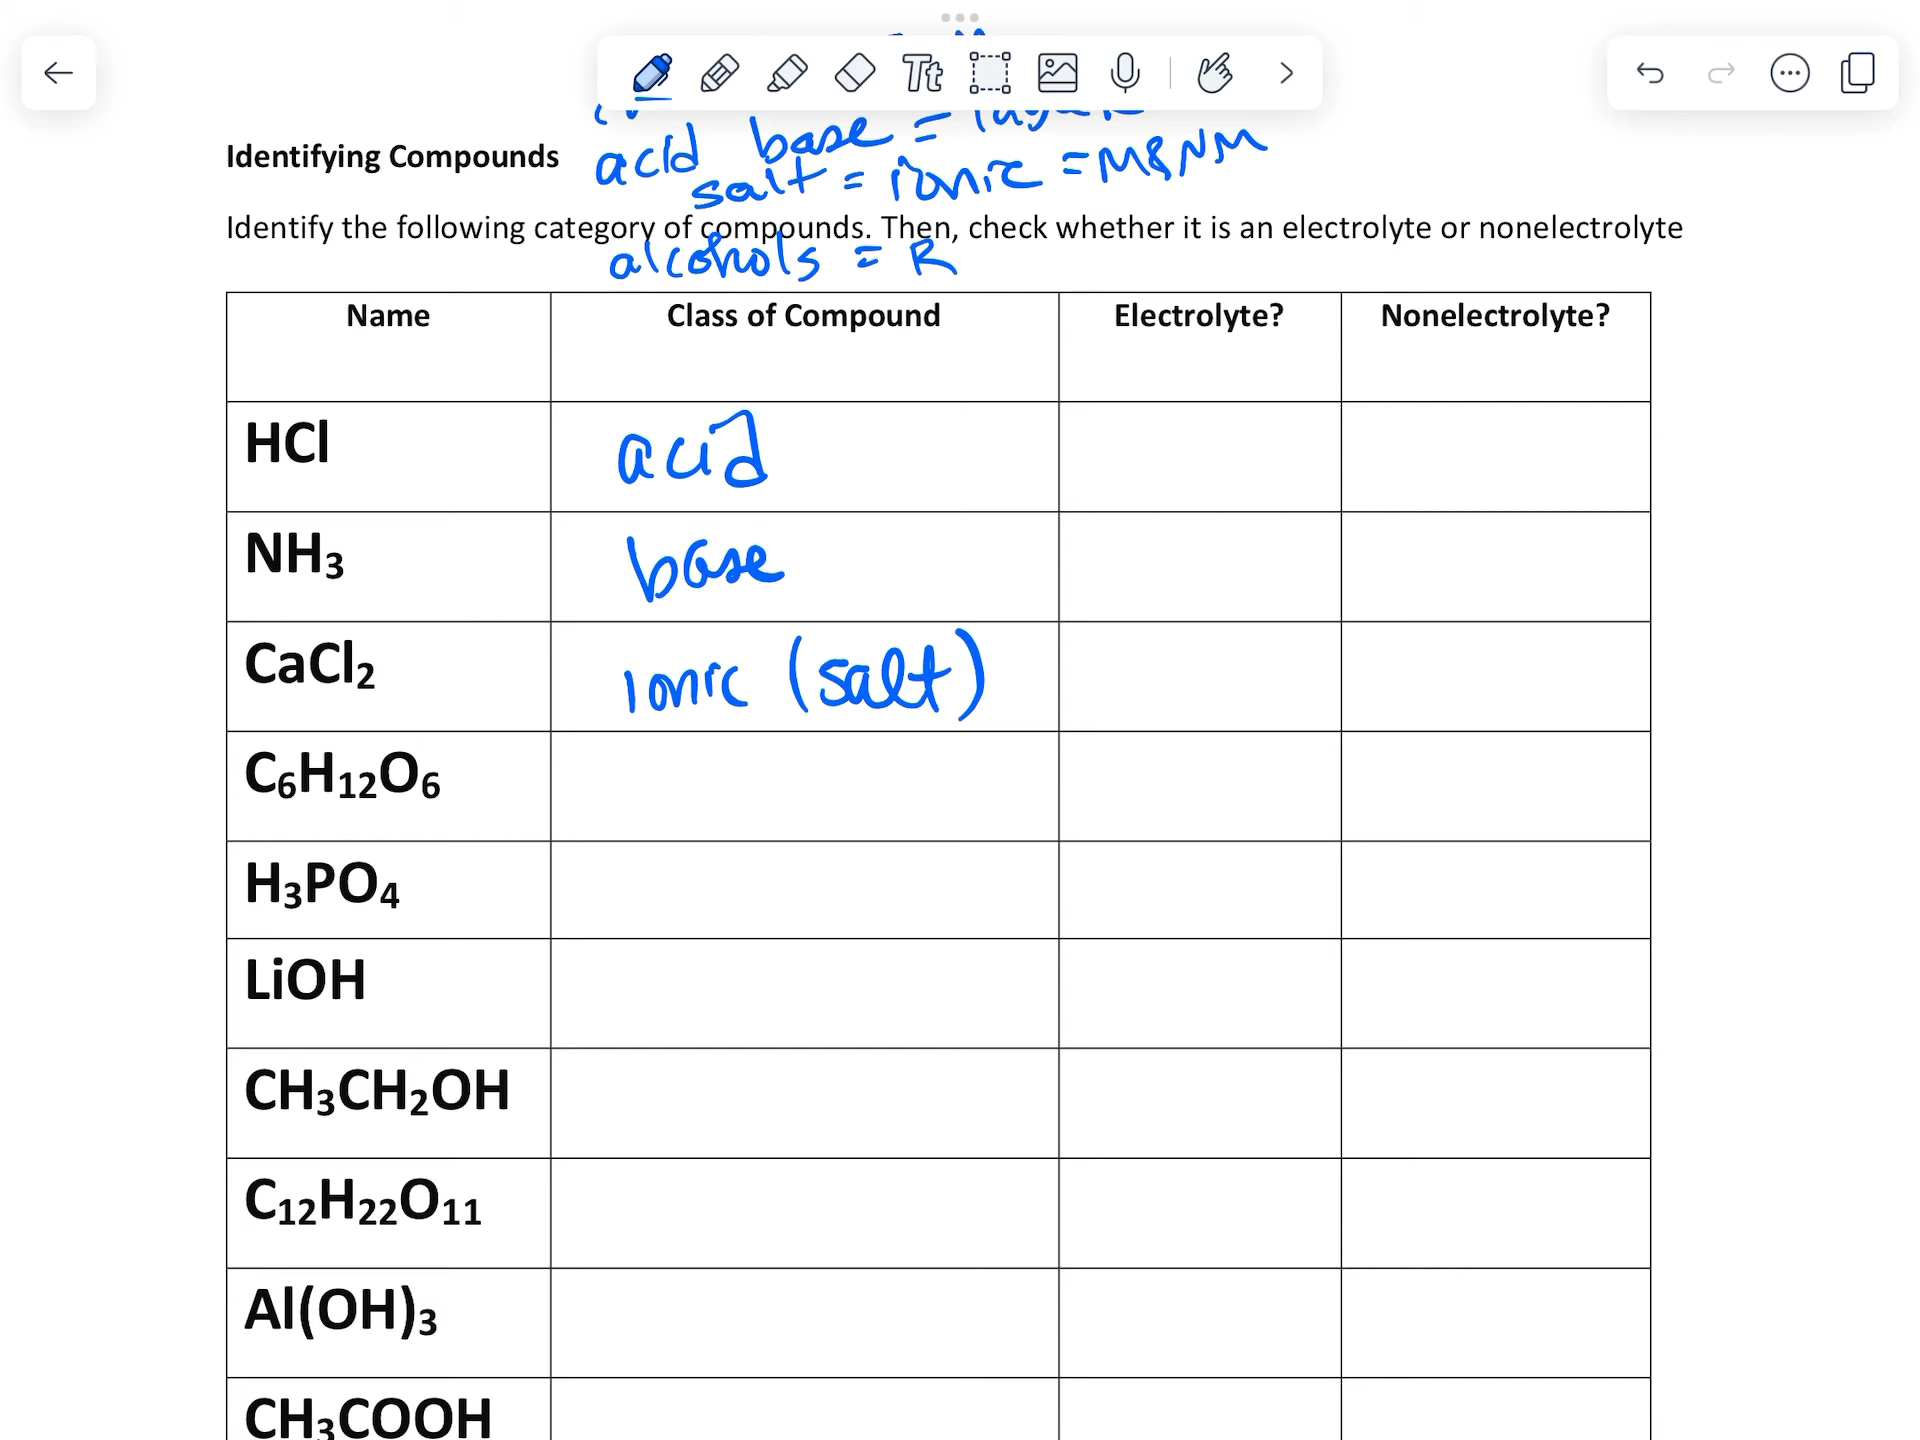 Tt
Identifying Compounds
acid base =
salt = ionic = M&NM
Identify the following category of compounds. Then, check whether it is an electrolyte or nonelectrolyte
alcohols = R
Name Class of Compound Electrolyte? Nonelectrolyte?
HCl acid
NH₃ base
CaCl₂ ionic (salt)
C₆H₁₂O₆
H₃PO₄
LiOH
CH₃CH₂OH
C₁₂H₂₂O₁₁
Al(OH)₃
CH₃COOH